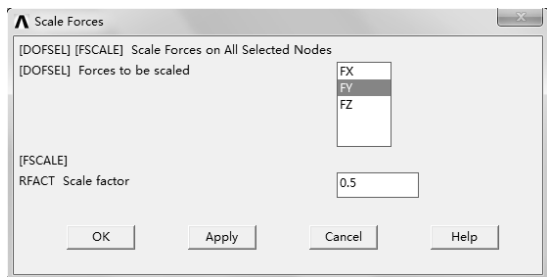 Scale Forces
[DOFSEL] [FSCALE] Scale Forces on All Selected Nodes
[DOFSEL] Forces to be scaled
FX
FY
FZ
[FSCALE]
RFACT Scale factor
0.5
OK Apply Cancel Help